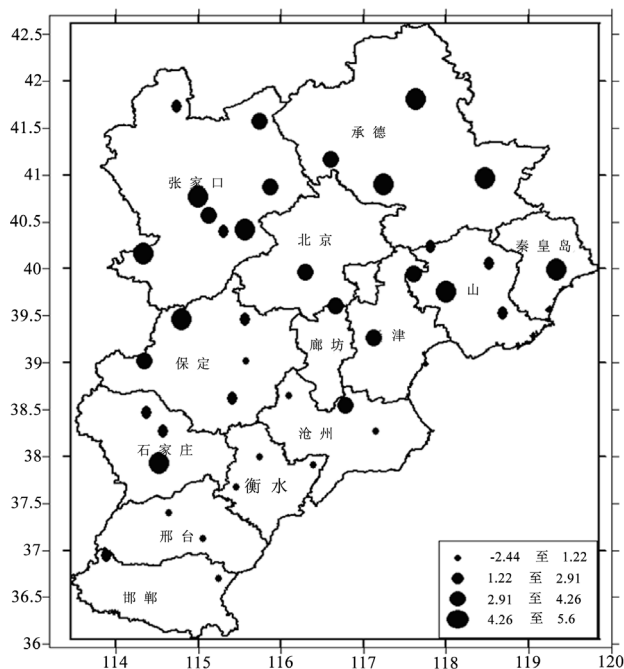 42.5
42
41.5
41
40.5
40
39.5
39
38.5
38
37.5
37
36.5
36
承 德
张 家 口
北 京
秦 皇 岛
山
廊 坊
津
保 定
沧 州
石 家 庄
衡 水
邢 台
邯 郸
-2.44 至 1.22
1.22 至 2.91
2.91 至 4.26
4.26 至 5.6
114 115 116 117 118 119 120